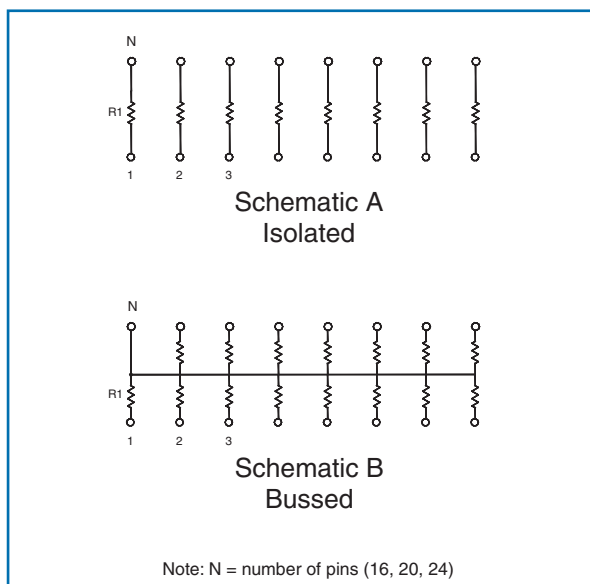 N
R1
1 2 3
Schematic A
Isolated
N
R1
1 2 3
Schematic B
Bussed
Note: N = number of pins (16, 20, 24)